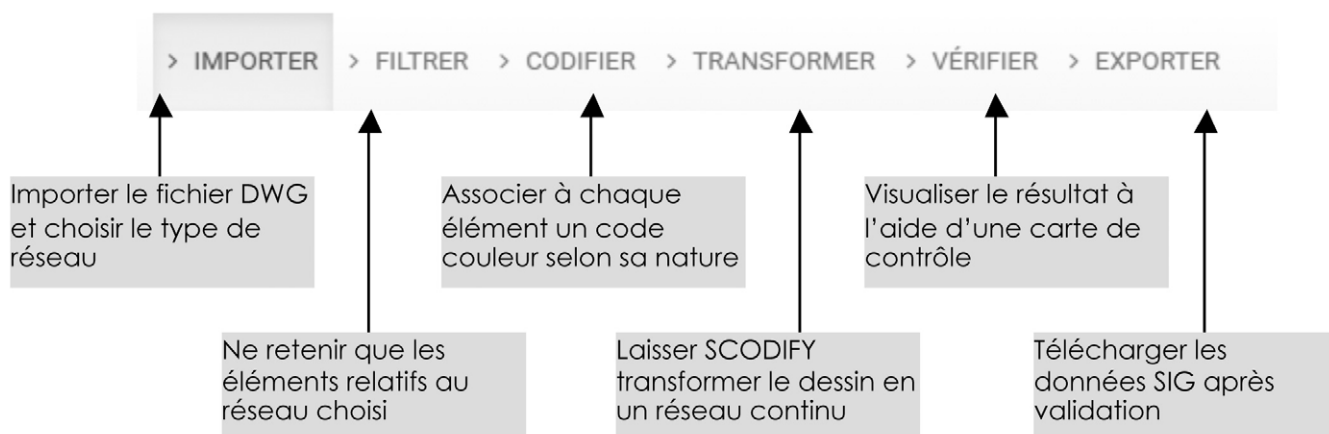 > IMPORTER > FILTRER > CODIFIER > TRANSFORMER > VÉRIFIER > EXPORTER
Importer le fichier DWG
et choisir le type de
réseau
Associer à chaque
élément un code
couleur selon sa nature
Visualiser le résultat à
l’aide d’une carte de
contrôle
Ne retenir que les
éléments relatifs au
réseau choisi
Laisser SCODIFY
transformer le dessin en
un réseau continu
Télécharger les
données SIG après
validation